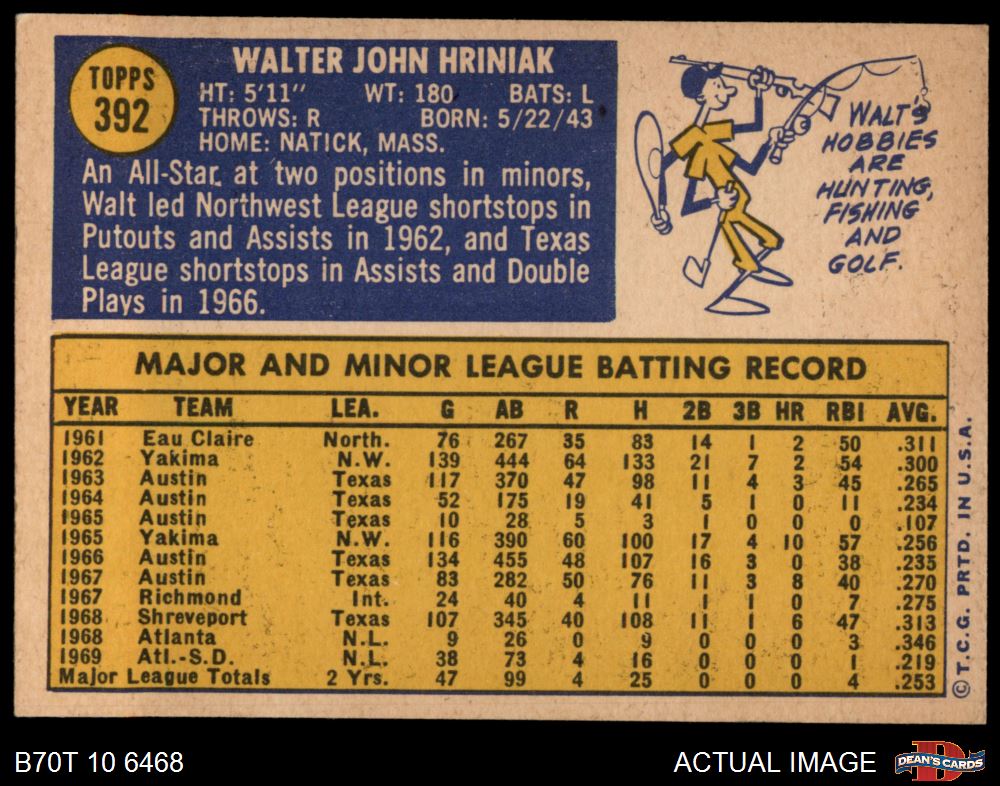 TOPPS
392
WALTER JOHN HRINIAK
HT: 5'11" WT: 180 BATS: L
THROWS: R BORN: 5/22/43
HOME: NATICK, MASS.
An All-Star at two positions in minors,
Walt led Northwest League shortstops in
Putouts and Assists in 1962, and Texas
League shortstops in Assists and Double
Plays in 1966.
WALT'S
HOBBIES
ARE
HUNTING,
FISHING
AND
GOLF.
MAJOR AND MINOR LEAGUE BATTING RECORD
YEAR TEAM LEA. G AB R H 2B 3B HR RBI AVG.
1961 Eau Claire North. 76 267 35 83 14 1 2 50 .311
1962 Yakima N.W. 139 444 64 133 21 7 2 54 .300
1963 Austin Texas 117 370 47 98 11 4 3 45 .265
1964 Austin Texas 52 175 19 41 5 1 0 11 .234
1965 Austin Texas 10 28 5 3 1 0 0 0 .107
1965 Yakima N.W. 116 390 60 100 17 4 10 57 .256
1966 Austin Texas 134 455 48 107 16 3 0 38 .235
1967 Austin Texas 83 282 50 76 11 3 8 40 .270
1967 Richmond Int. 24 40 4 11 1 1 0 7 .275
1968 Shreveport Texas 107 345 40 108 11 1 6 47 .313
1968 Atlanta N.L. 9 26 0 9 0 0 0 3 .346
1969 Atl.-S.D. N.L. 38 73 4 16 0 0 0 1 .219
Major League Totals 2 Yrs. 47 99 4 25 0 0 0 4 .253
© T.C.G. PRTD. IN U.S.A.
B70T 10 6468
ACTUAL IMAGE
D
DEAN'S CARDS